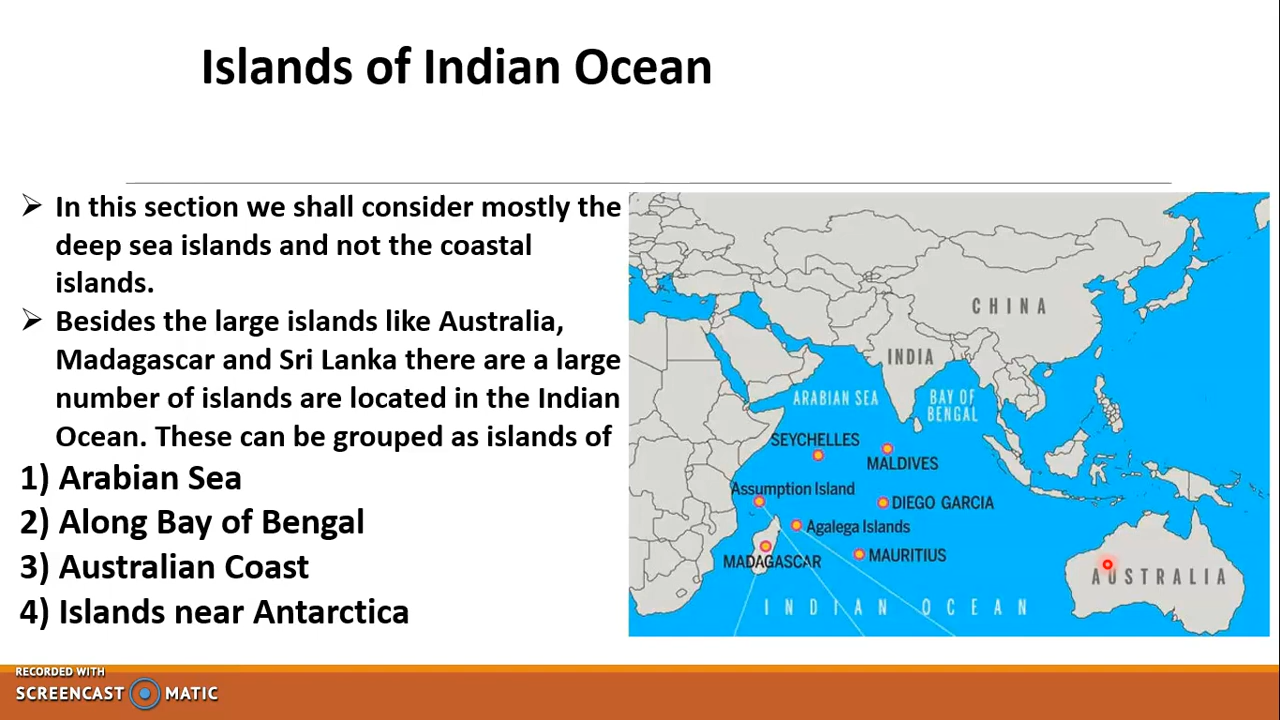 Islands of Indian Ocean
➢ In this section we shall consider mostly the
deep sea islands and not the coastal
islands.
➢ Besides the large islands like Australia,
Madagascar and Sri Lanka there are a large
number of islands are located in the Indian
Ocean. These can be grouped as islands of
1) Arabian Sea
2) Along Bay of Bengal
3) Australian Coast
4) Islands near Antarctica
CHINA
INDIA
ARABIAN SEA
BAY OF
BENGAL
SEYCHELLES
MALDIVES
Assumption Island
DIEGO GARCIA
Agalega Islands
MADAGASCAR
MAURITIUS
AUSTRALIA
INDIAN OCEAN
RECORDED WITH
SCREENCAST MATIC